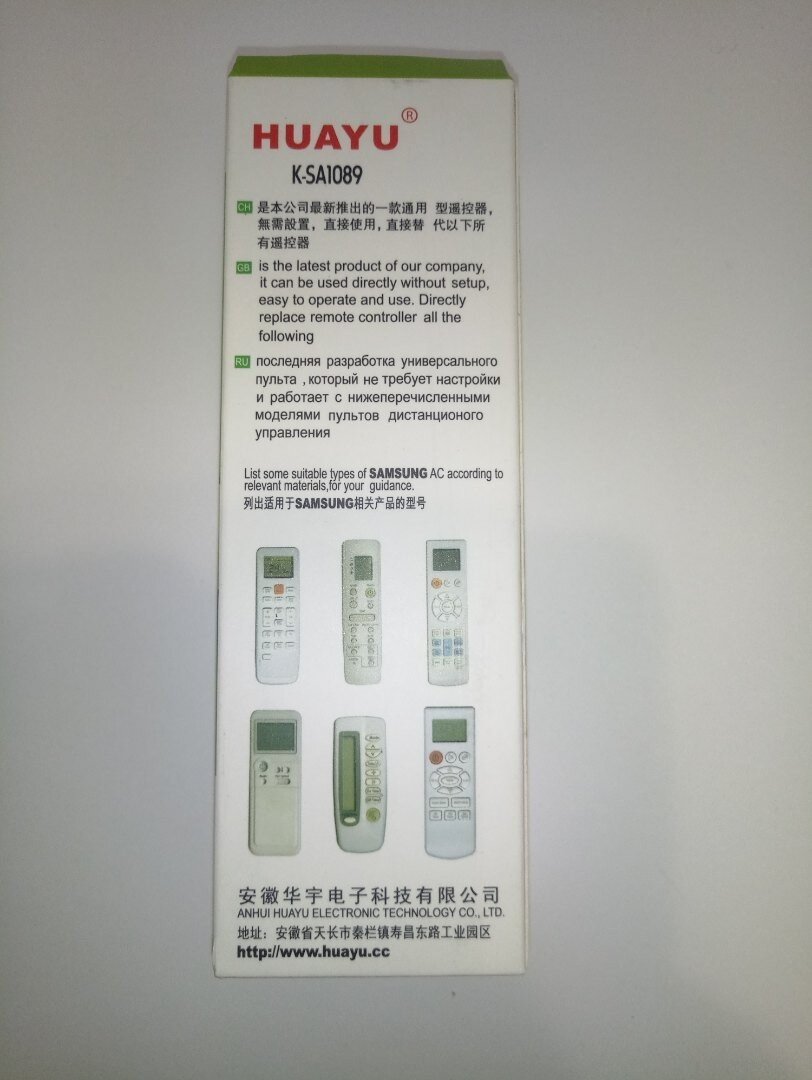 HUAYU®
K-SA1089
CH 是本公司最新推出的一款通用 型遥控器，
無需設置，直接使用，直接替 代以下所
有遥控器
GB is the latest product of our company,
it can be used directly without setup,
easy to operate and use. Directly
replace remote controller all the
following
RU последняя разработка универсального
пульта ,который не требует настройки
и работает с нижеперечисленными
моделями пультов дистанционого
управления
List some suitable types of SAMSUNG AC according to
relevant materials,for your guidance.
列出适用于SAMSUNG相关产品的型号
安徽华宇电子科技有限公司
ANHUI HUAYU ELECTRONIC TECHNOLOGY CO., LTD.
地址：安徽省天长市秦栏镇寿昌东路工业园区
http://www.huayu.cc